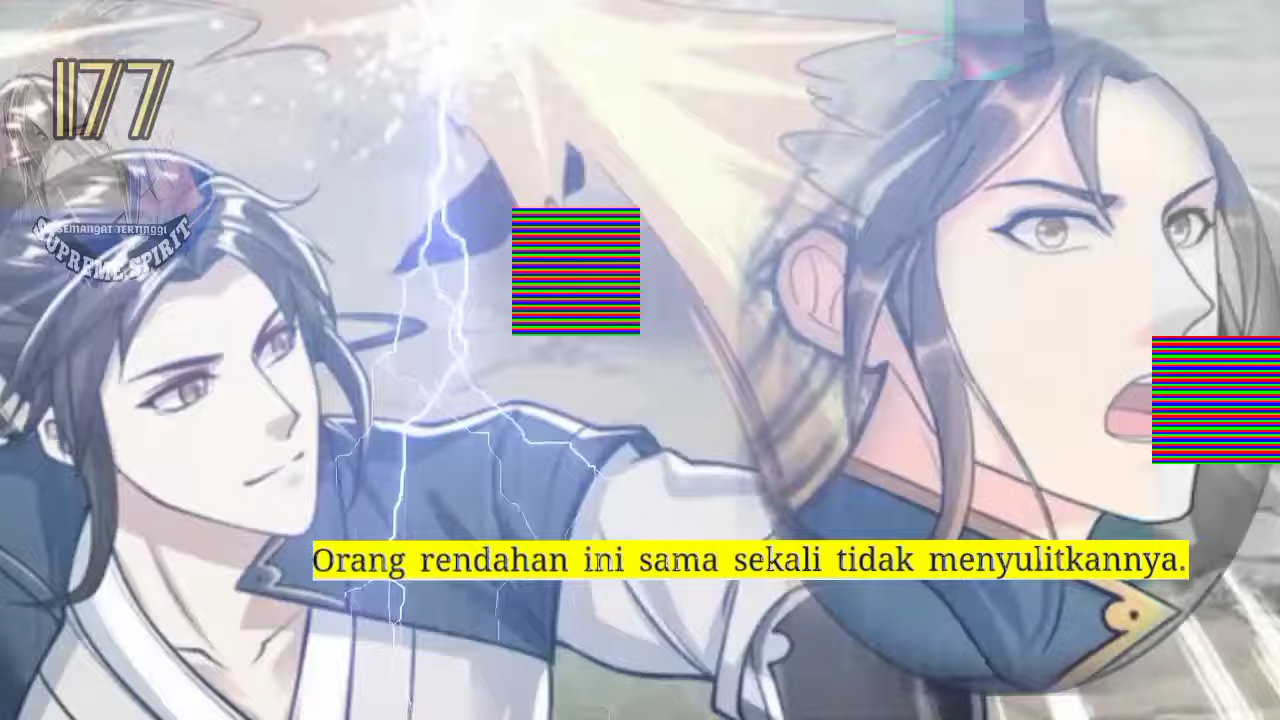 177
SEMANGAT TERTINGGI
SUPREME SPIRIT
Orang rendahan ini sama sekali tidak menyulitkannya.